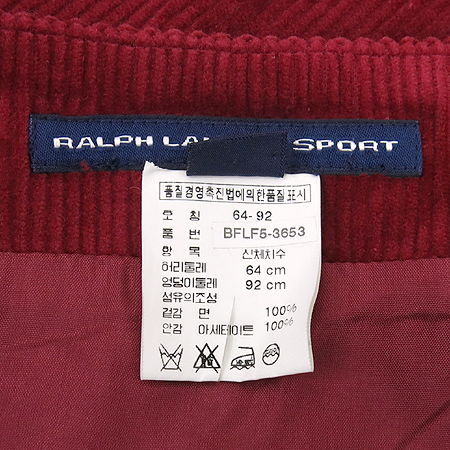 RALPH LAU SPORT
품질경영촉진법에의한품질표시
호 칭 64-92
품 번 BFLF5-3653
항 목 신체치수
허리둘레 64 cm
엉덩이둘레 92 cm
섬유의조성
겉감 면 100%
안감 아세테이트 100%